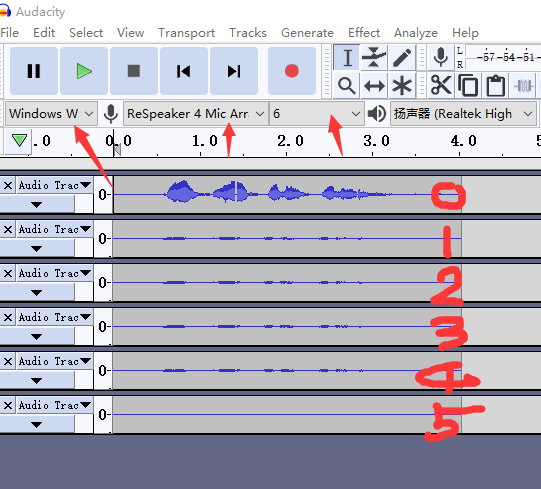 Audacity
File Edit Select View Transport Tracks Generate Effect Analyze Help
L
R
-57 -54 -51
Windows W ReSpeaker 4 Mic Arr 6 扬声器 (Realtek High
.0 0.0 1.0 2.0 3.0 4.0 5
Audio Trac 0- 0
Audio Trac 0- 1
Audio Trac 0- 2
Audio Trac 0- 3
Audio Trac 0- 4
Audio Trac 0- 5